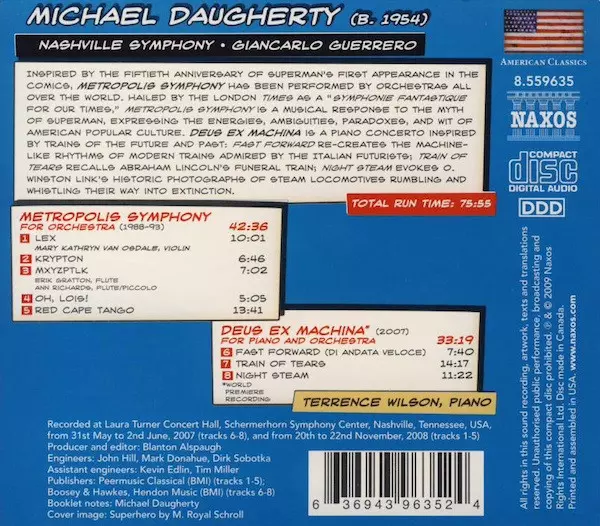 MICHAEL DAUGHERTY (B. 1954)
NASHVILLE SYMPHONY • GIANCARLO GUERRERO
INSPIRED BY THE FIFTIETH ANNIVERSARY OF SUPERMAN'S FIRST APPEARANCE IN THE
COMICS, METROPOLIS SYMPHONY HAS BEEN PERFORMED BY ORCHESTRAS ALL
OVER THE WORLD. HAILED BY THE LONDON TIMES AS A "SYMPHONIE FANTASTIQUE
FOR OUR TIMES," METROPOLIS SYMPHONY IS A MUSICAL RESPONSE TO THE MYTH
OF SUPERMAN, EXPRESSING THE ENERGIES, AMBIGUITIES, PARADOXES, AND WIT OF
AMERICAN POPULAR CULTURE. DEUS EX MACHINA IS A PIANO CONCERTO INSPIRED
BY TRAINS OF THE FUTURE AND PAST: FAST FORWARD RE-CREATES THE MACHINE-
LIKE RHYTHMS OF MODERN TRAINS ADMIRED BY THE ITALIAN FUTURISTS; TRAIN OF
TEARS RECALLS ABRAHAM LINCOLN'S FUNERAL TRAIN; NIGHT STEAM EVOKES O.
WINSTON LINK'S HISTORIC PHOTOGRAPHS OF STEAM LOCOMOTIVES RUMBLING AND
WHISTLING THEIR WAY INTO EXTINCTION.
TOTAL RUN TIME: 75:55
METROPOLIS SYMPHONY
FOR ORCHESTRA (1988-93) 42:36
1 LEX 10:01
MARY KATHRYN VAN OSDALE, VIOLIN
2 KRYPTON 6:46
3 MXYZPTLK 7:02
ERIK GRATTON, FLUTE
ANN RICHARDS, FLUTE/PICCOLO
4 OH, LOIS! 5:05
5 RED CAPE TANGO 13:41
DEUS EX MACHINA* (2007)
FOR PIANO AND ORCHESTRA 33:19
6 FAST FORWARD (DI ANDATA VELOCE) 7:40
7 TRAIN OF TEARS 14:17
8 NIGHT STEAM 11:22
*WORLD
PREMIERE
RECORDING
TERRENCE WILSON, PIANO
Recorded at Laura Turner Concert Hall, Schermerhorn Symphony Center, Nashville, Tennessee, USA,
from 31st May to 2nd June, 2007 (tracks 6-8), and from 20th to 22nd November, 2008 (tracks 1-5)
Producer and editor: Blanton Alspaugh
Engineers: John Hill, Mark Donahue, Dirk Sobotka
Assistant engineers: Kevin Edlin, Tim Miller
Publishers: Peermusic Classical (BMI) (tracks 1-5);
Boosey & Hawkes, Hendon Music (BMI) (tracks 6-8)
Booklet notes: Michael Daugherty
Cover image: Superhero by M. Royal Schroll
6 36943 96352 4
AMERICAN CLASSICS
8.559635
NAXOS
COMPACT
disc
DIGITAL AUDIO
DDD
All rights in this sound recording, artwork, texts and translations
reserved. Unauthorised public performance, broadcasting and
copying of this compact disc prohibited. ℗ & © 2009 Naxos
Rights International Ltd. Disc made in Canada.
Printed and assembled in USA. www.naxos.com